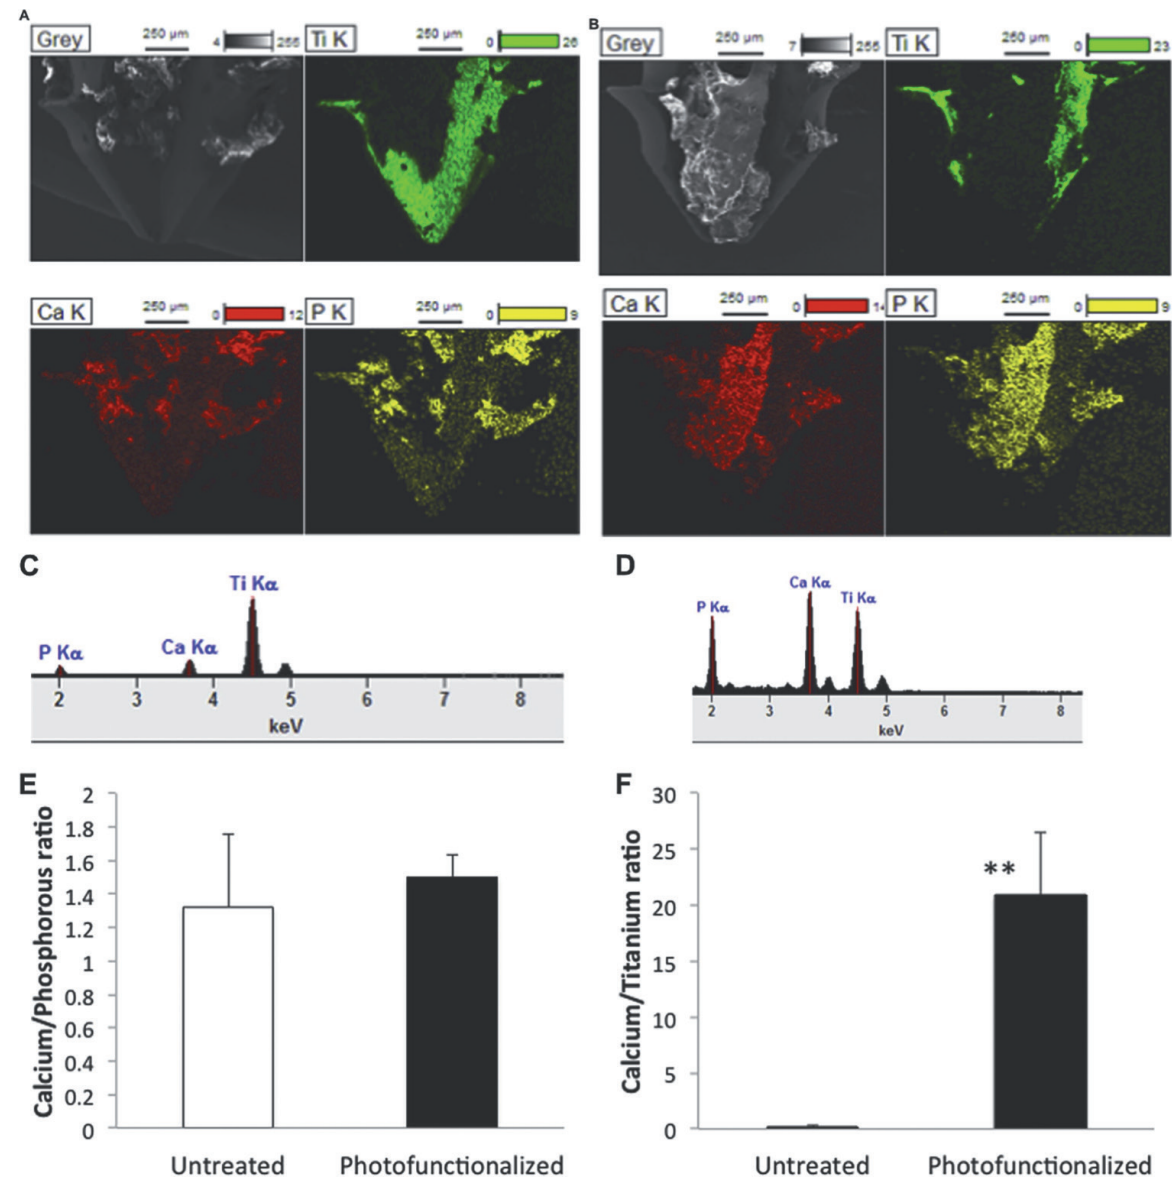 A
B
Grey
250 µm
4
255
Ti K
250 µm
0
26
Grey
250 µm
7
255
Ti K
250 µm
0
23
Ca K
250 µm
0
12
P K
250 µm
0
9
Ca K
250 µm
0
14
P K
250 µm
0
9
C
D
P Kα
Ca Kα
Ti Kα
2 3 4 5 6 7 8
keV
P Kα
Ca Kα
Ti Kα
2 3 4 5 6 7 8
keV
E
Calcium/Phosphorous ratio
2
1.8
1.6
1.4
1.2
1
0.8
0.6
0.4
0.2
0
Untreated Photofunctionalized
F
Calcium/Titanium ratio
30
25
20
15
10
5
0
**
Untreated Photofunctionalized